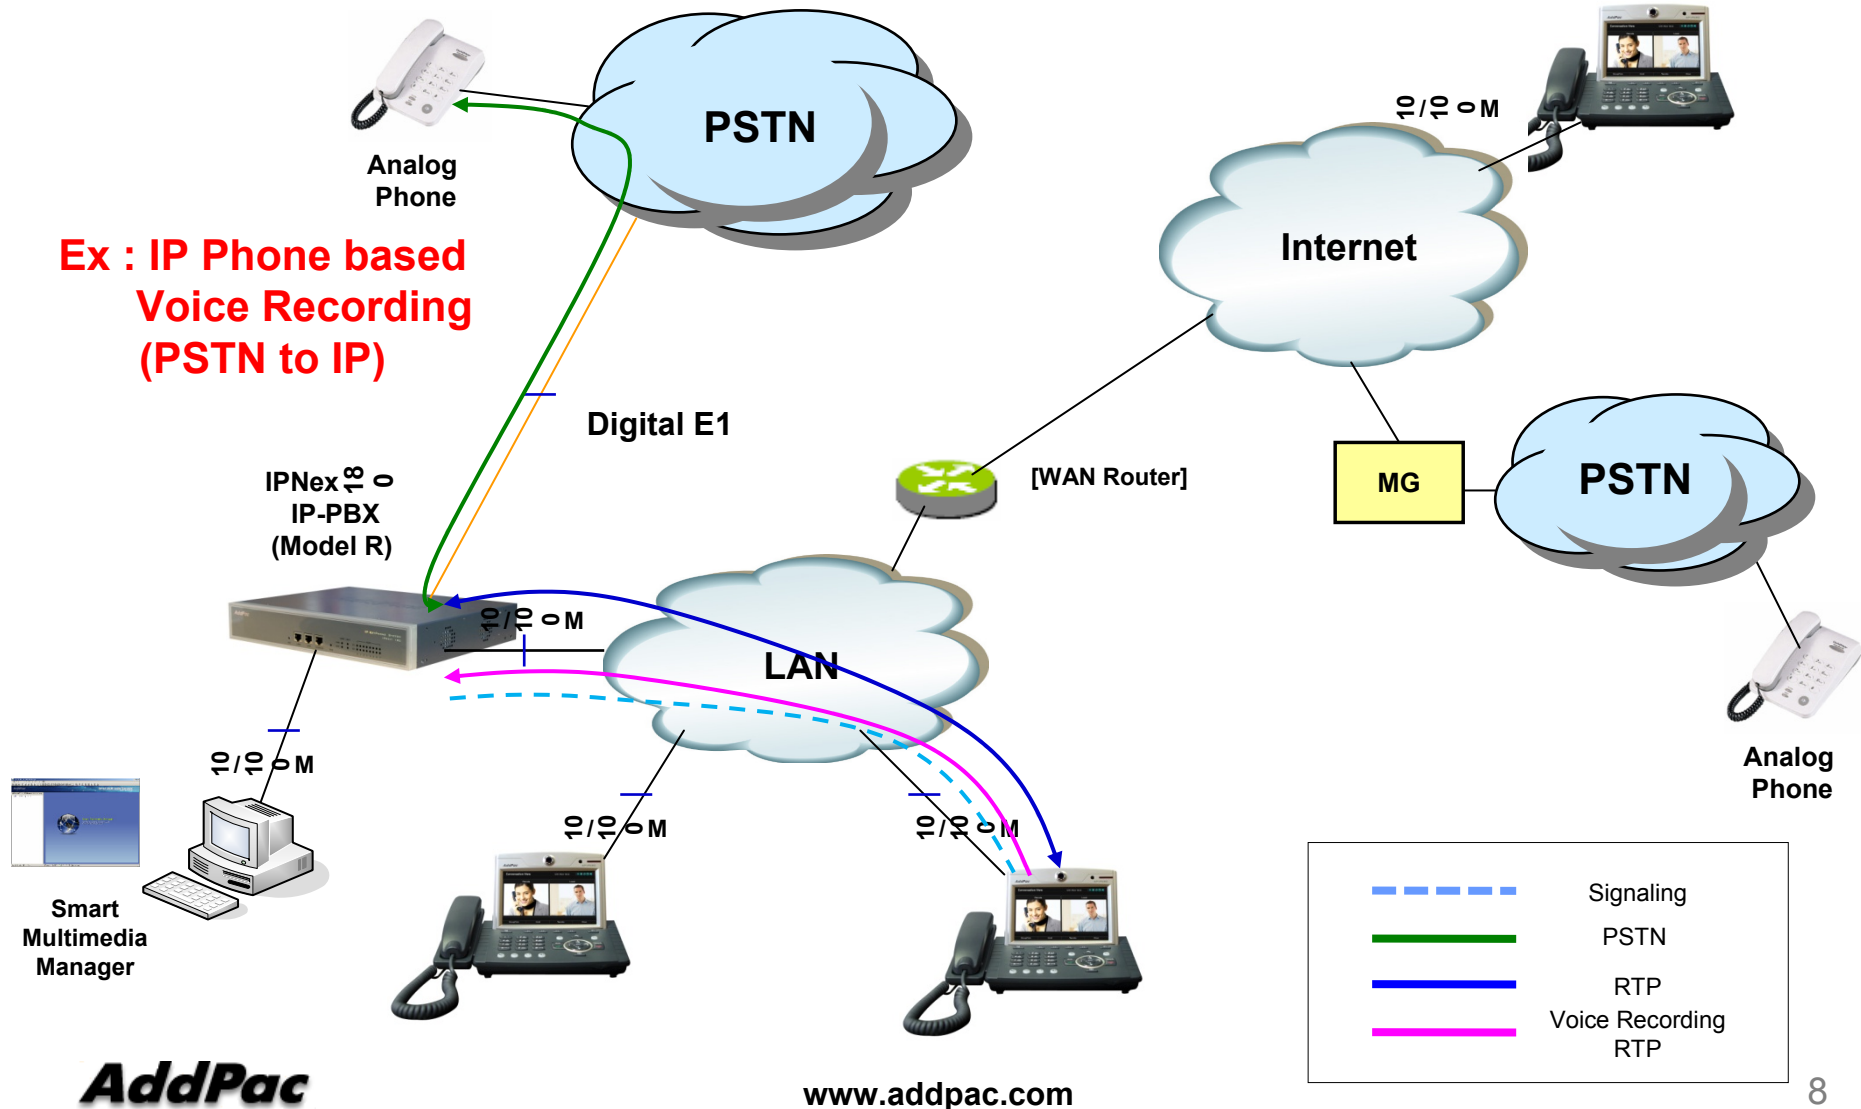 PSTN
10/100M
Analog
Phone
Internet
Ex : IP Phone based
Voice Recording
(PSTN to IP)
Digital E1
IPNex180
IP-PBX
(Model R)
[WAN Router]
MG
PSTN
10/100M
LAN
10/100M
10/100M
10/100M
Analog
Phone
Smart
Multimedia
Manager
Signaling
PSTN
RTP
Voice Recording
RTP
AddPac
www.addpac.com
8